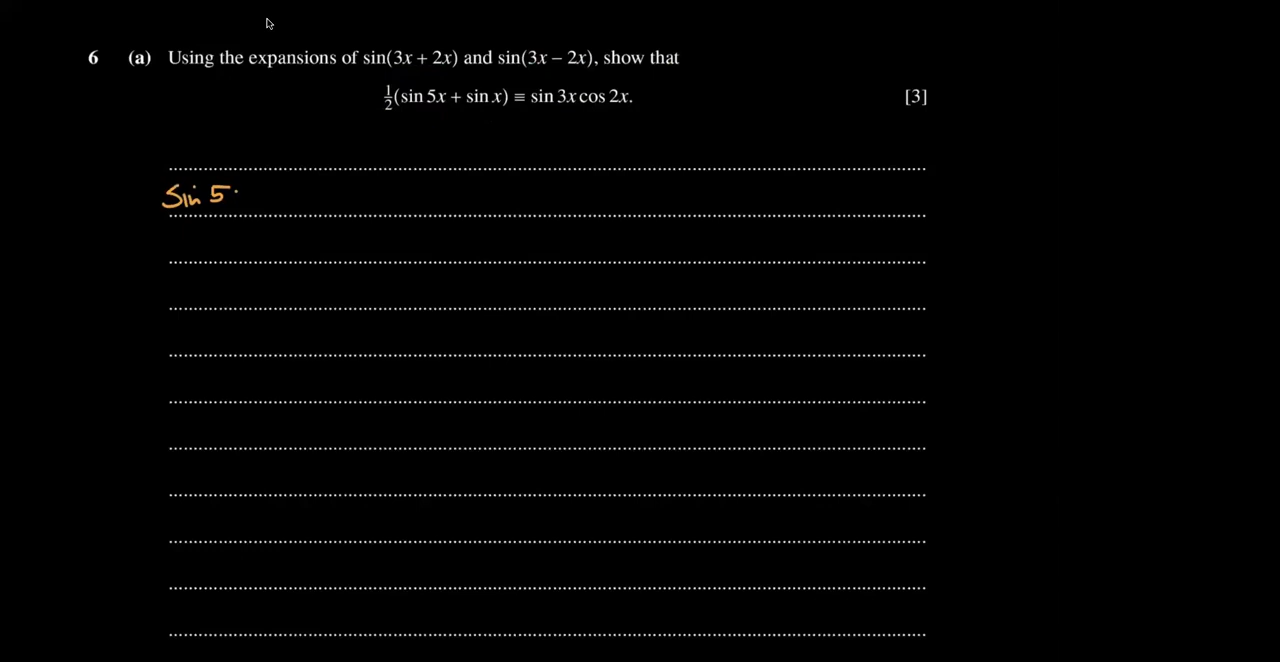 6 (a) Using the expansions of sin(3x + 2x) and sin(3x − 2x), show that
½(sin 5x + sin x) ≡ sin 3x cos 2x. [3]
Sin 5